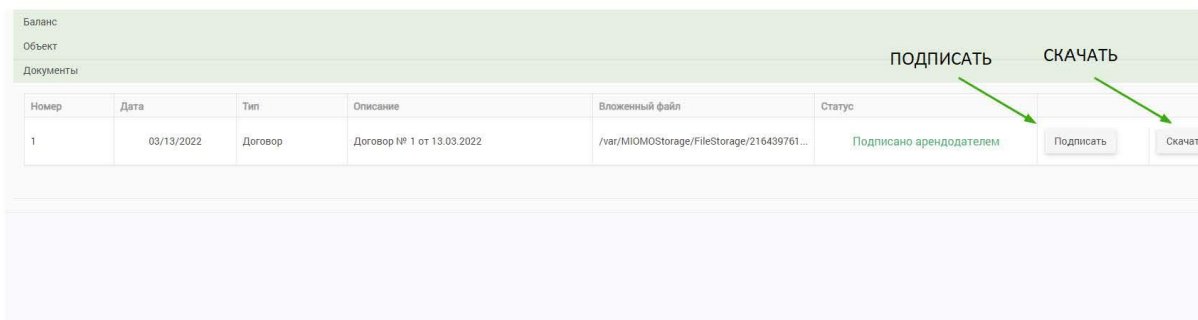 Баланс
Объект
ПОДПИСАТЬ СКАЧАТЬ
Документы
Номер Дата Тип Описание Вложенный файл Статус
1 03/13/2022 Договор Договор № 1 от 13.03.2022 /var/MIOMOStorage/FileStorage/216439761... Подписано арендодателем Подписать Скачат